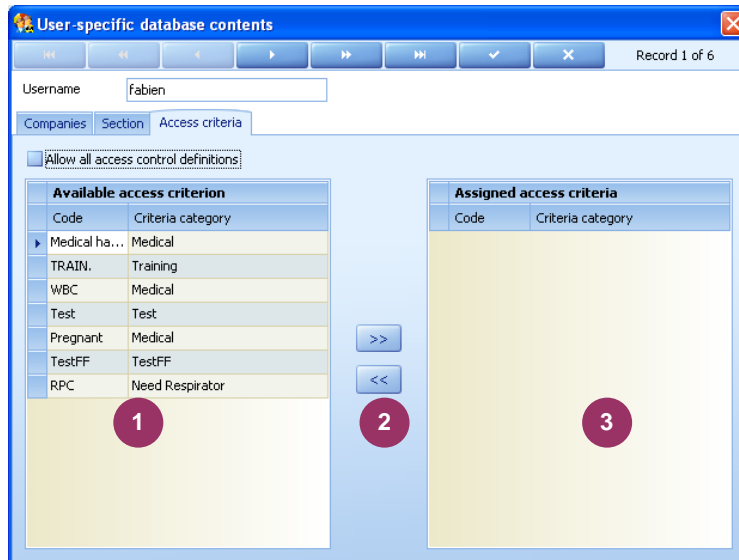 User-specific database contents
Record 1 of 6
Username fabien
Companies Section Access criteria
Allow all access control definitions
Available access criterion Assigned access criteria
Code Criteria category Code Criteria category
Medical ha... Medical
TRAIN. Training
WBC Medical
Test Test
Pregnant Medical
>>
TestFF TestFF
<<
RPC Need Respirator
1 2 3